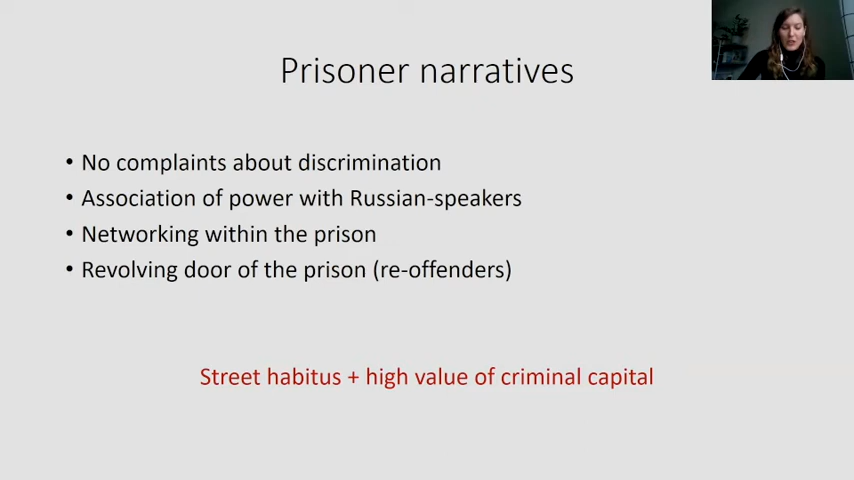 Prisoner narratives
• No complaints about discrimination
• Association of power with Russian-speakers
• Networking within the prison
• Revolving door of the prison (re-offenders)
Street habitus + high value of criminal capital